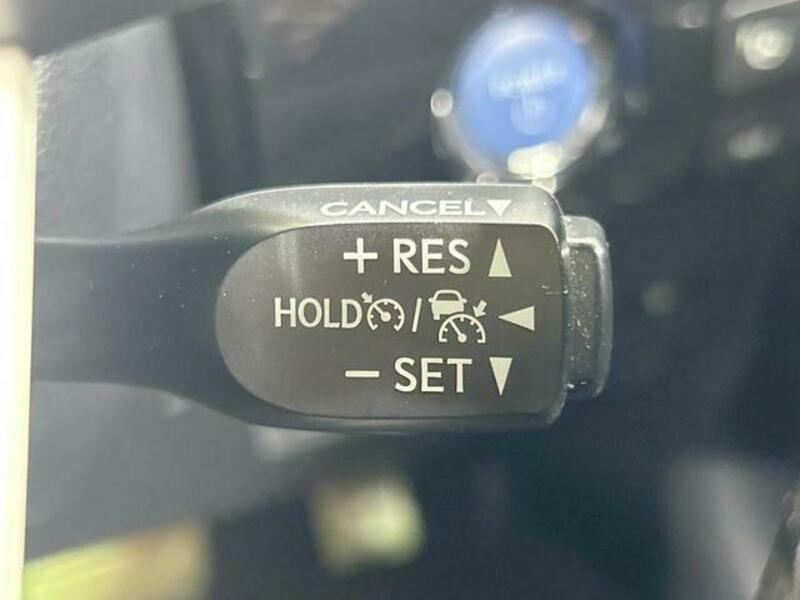 CANCEL▼
+ RES ▲
HOLD / ◀
- SET ▼